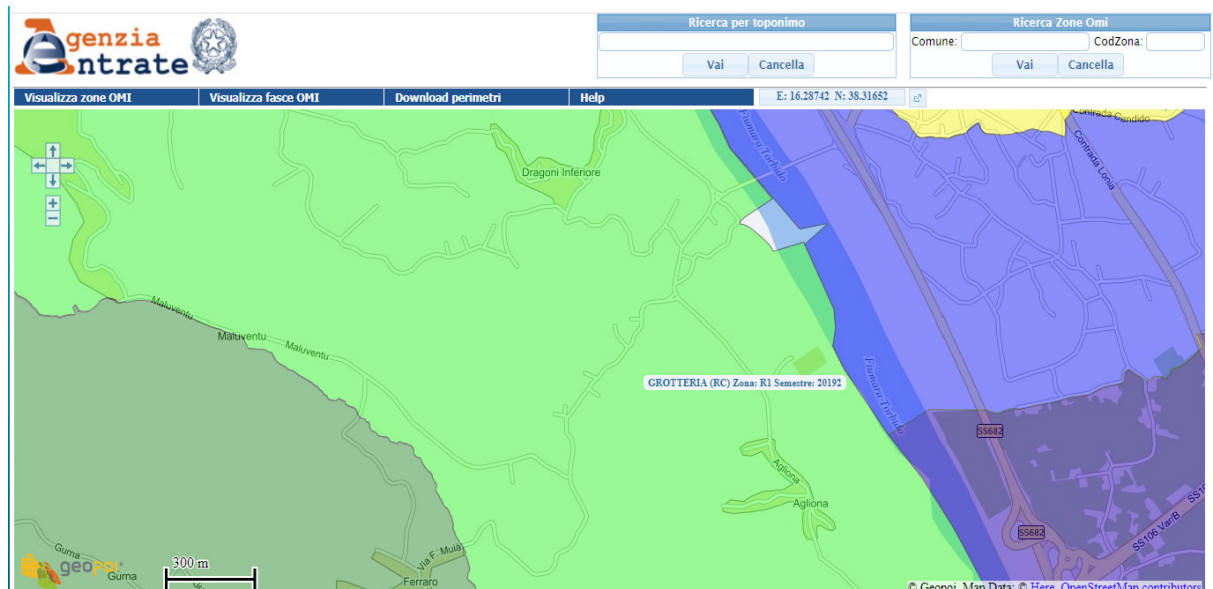 Agenzia
Entrate
Ricerca per toponimo
Vai Cancella
Ricerca Zone Omi
Comune: CodZona:
Vai Cancella
Visualizza zone OMI Visualizza fasce OMI Download perimetri Help E: 16.28742 N: 38.31652
Contrada Candido
Fiumara Torbido
Contrada Lonia
Dragoni Inferiore
Maluventu
Maluventu
Maluventu
GROTTERIA (RC) Zona: R1 Semestre: 20192
Fiumara Torbido
SS682
Agliona
Agliona
SS682
SS106 Var/B
Guma
geopoi
Gurna
300 m
Via F. Mulà
Ferraro
© Geopoi, Map Data: © Here, OpenStreetMap contributors